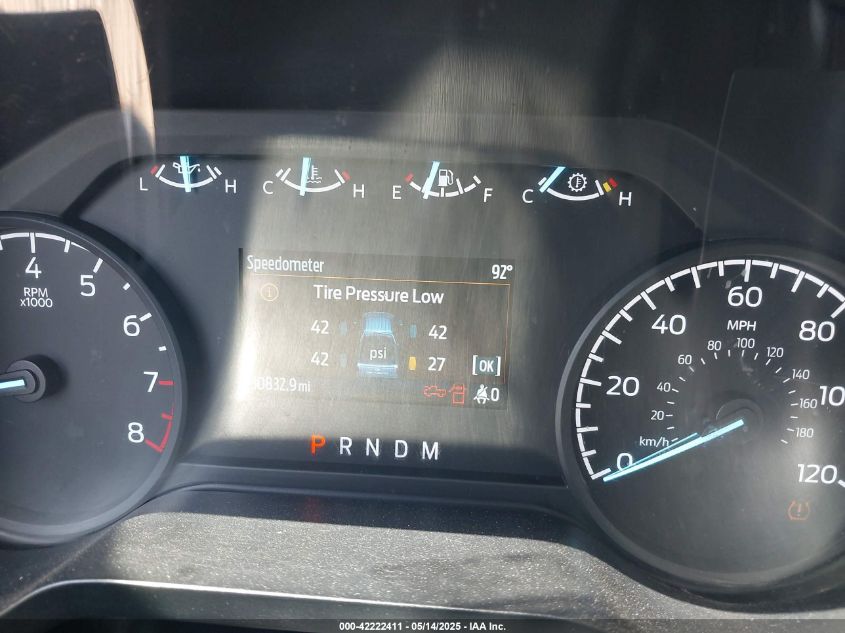 L H C H E F C H
Speedometer 92°
Tire Pressure Low
42 42
psi
42 27 [OK]
0832.9 mi 0
P R N D M
4 5 6 7 8
RPM
x1000
0 20 40 60 80 120
MPH
20 40 60 80 100 120 140 160 180
km/h
000-42222411 - 05/14/2025 - IAA Inc.